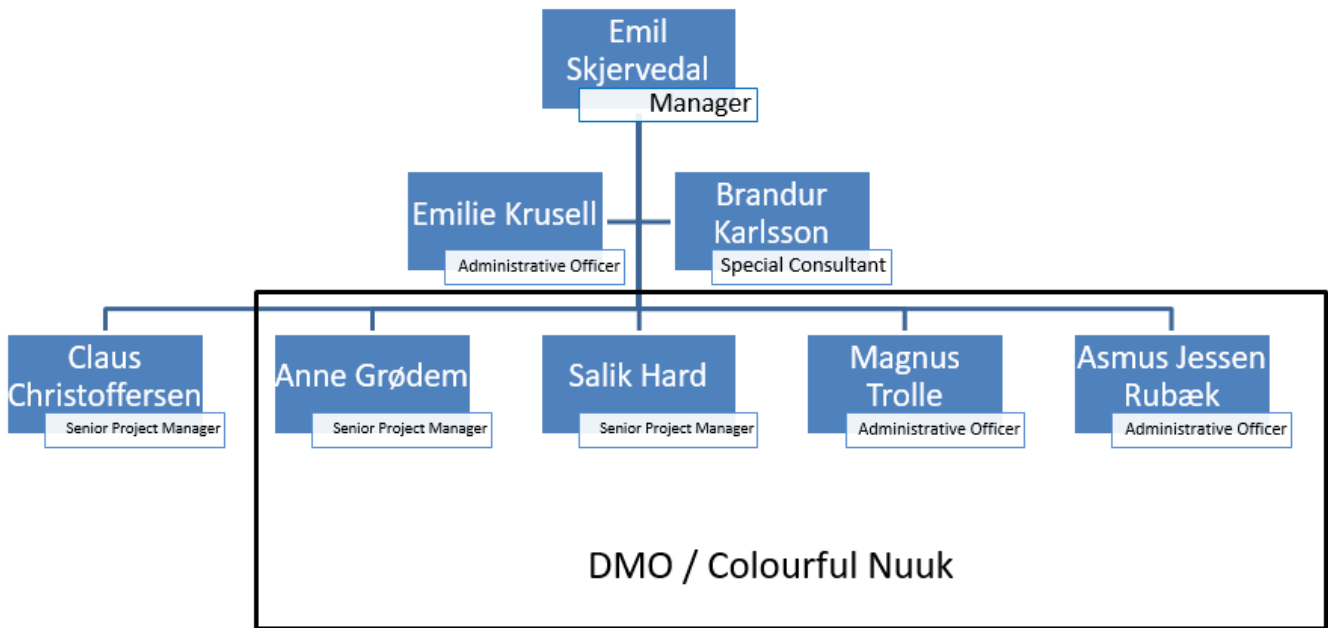 Emil
Skjervedal
Manager
Emilie Krusell
Administrative Officer
Brandur
Karlsson
Special Consultant
Claus
Christoffersen
Senior Project Manager
Anne Grødem
Senior Project Manager
Salik Hard
Senior Project Manager
Magnus
Trolle
Administrative Officer
Asmus Jessen
Rubæk
Administrative Officer
DMO / Colourful Nuuk